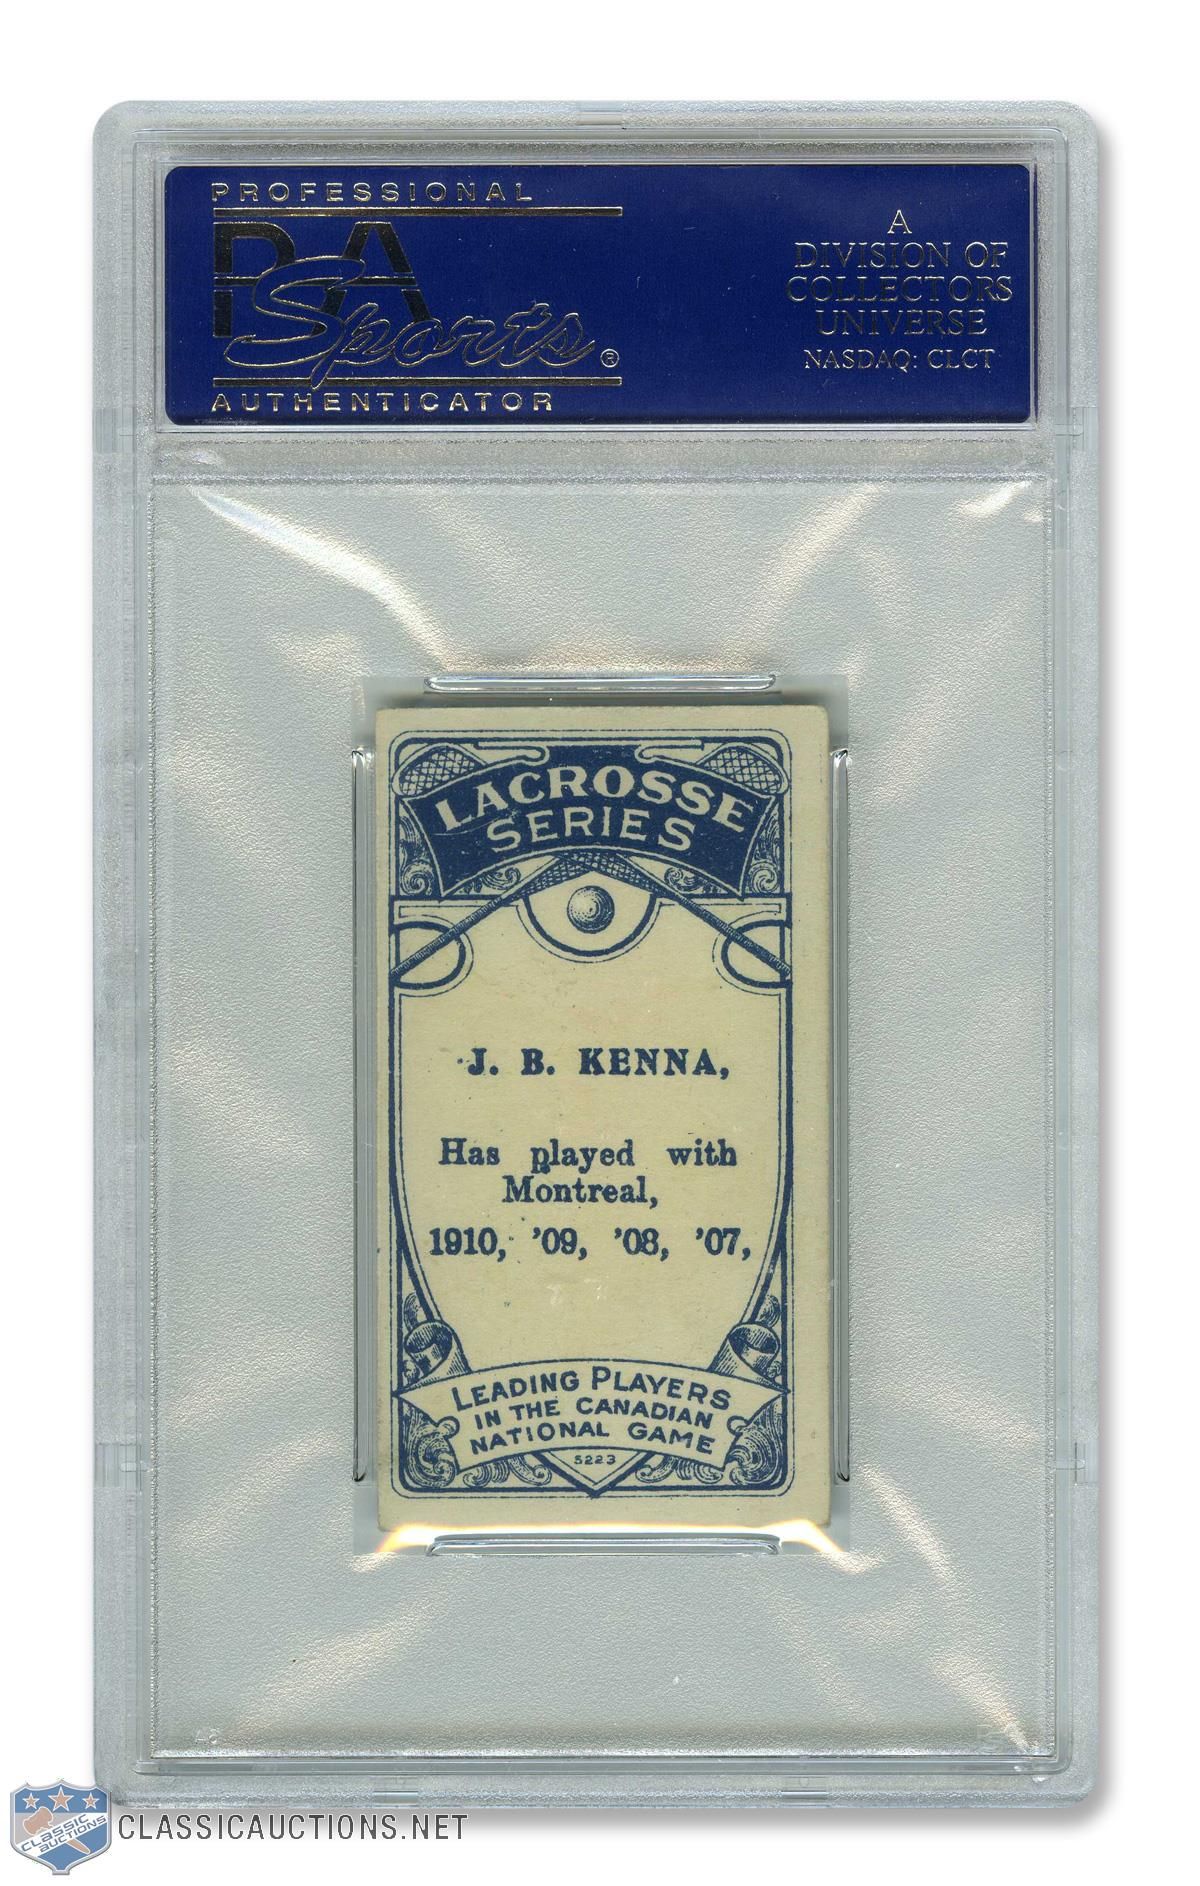 PROFESSIONAL
PSA
Sports®
AUTHENTICATOR
A
DIVISION OF
COLLECTORS
UNIVERSE
NASDAQ: CLCT
LACROSSE
SERIES
J. B. KENNA,
Has played with
Montreal,
1910, '09, '08, '07,
LEADING PLAYERS
IN THE CANADIAN
NATIONAL GAME
5223
CLASSIC
AUCTIONS
CLASSICAUCTIONS.NET